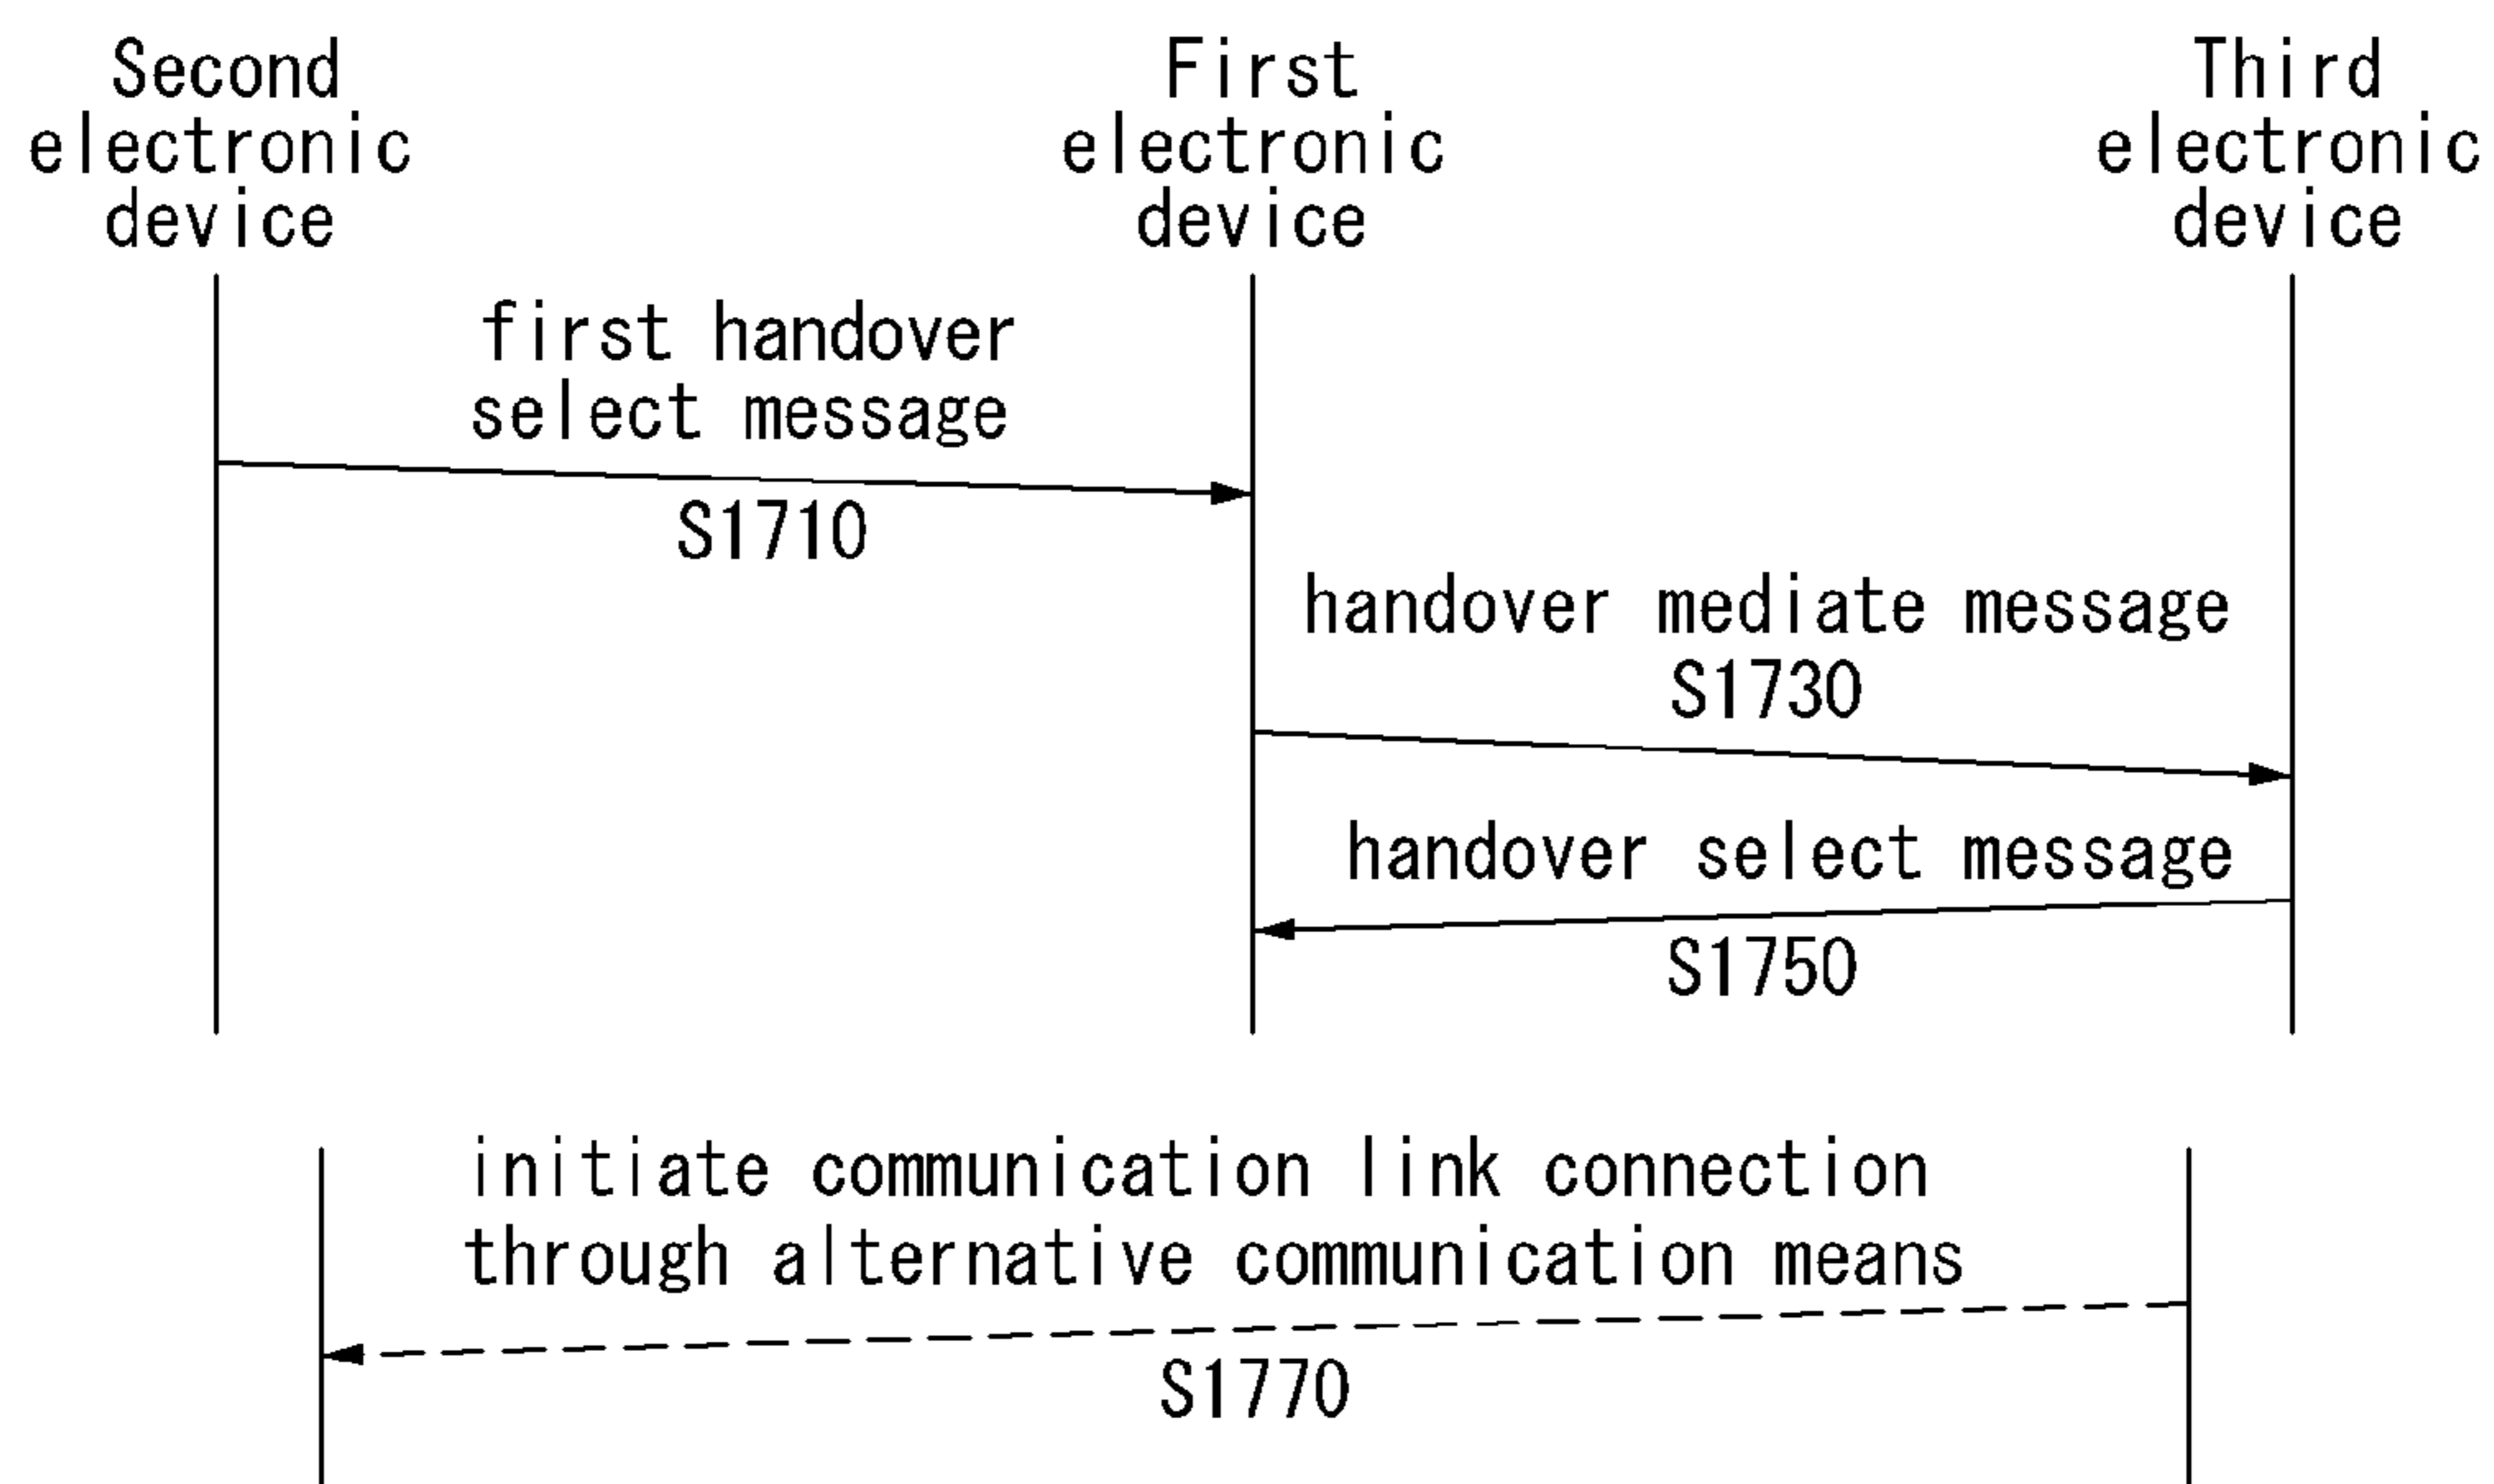 Second
electronic
device
First
electronic
device
Third
electronic
device
first handover
select message
S1710
handover mediate message
S1730
handover select message
S1750
initiate communication link connection
through alternative communication means
S1770